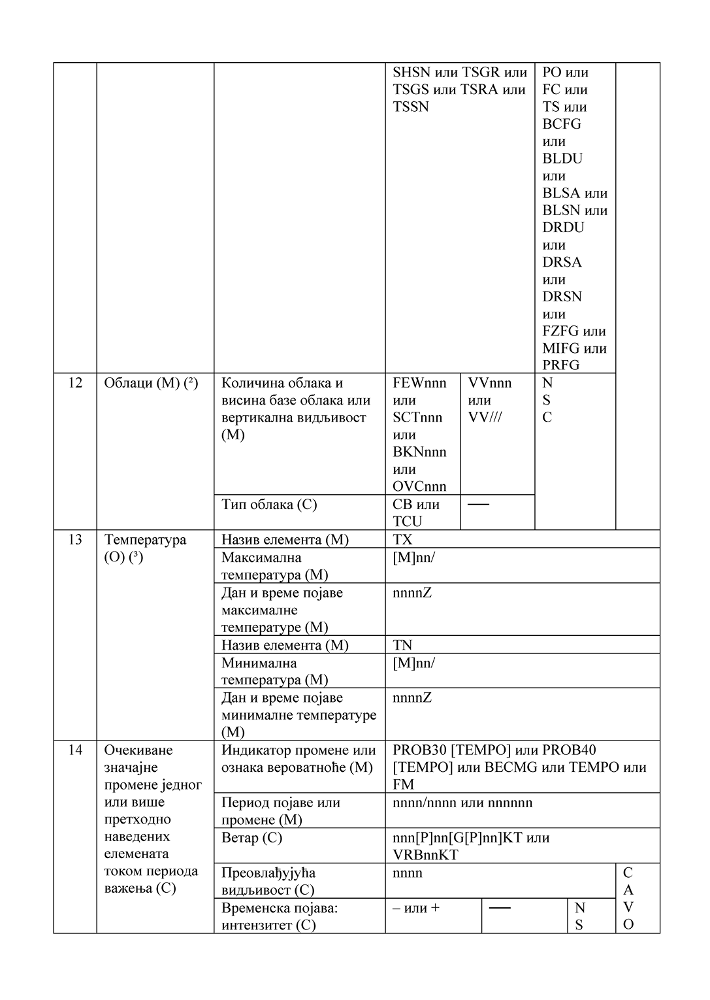 SHSN или TSGR или
TSGS или TSRA или
TSSN
PO или
FC или
TS или
BCFG
или
BLDU
или
BLSA или
BLSN или
DRDU
или
DRSA
или
DRSN
или
FZFG или
MIFG или
PRFG
12
Облаци (М) (²)
Количина облака и
висина базе облака или
вертикална видљивост
(М)
FEWnnn
или
SCTnnn
или
BKNnnn
или
OVCnnn
VVnnn
или
VV///
N
S
C
Тип облака (С)
CB или
TCU
—
13
Температура
(О) (³)
Назив елемента (М)
TX
Максимална
температура (М)
[M]nn/
Дан и време појаве
максималне
температуре (М)
nnnnZ
Назив елемента (М)
TN
Минимална
температура (М)
[M]nn/
Дан и време појаве
минималне температуре
(М)
nnnnZ
14
Очекиване
значајне
промене једног
или више
претходно
наведених
елемената
током периода
важења (С)
Индикатор промене или
ознака вероватноће (М)
PROB30 [TEMPO] или PROB40
[TEMPO] или BECMG или TEMPO или
FM
Период појаве или
промене (М)
nnnn/nnnn или nnnnnn
Ветар (С)
nnn[P]nn[G[P]nn]KT или
VRBnnKT
Преовлађујућа
видљивост (С)
nnnn
C
A
V
O
Временска појава:
интензитет (С)
– или +
—
N
S